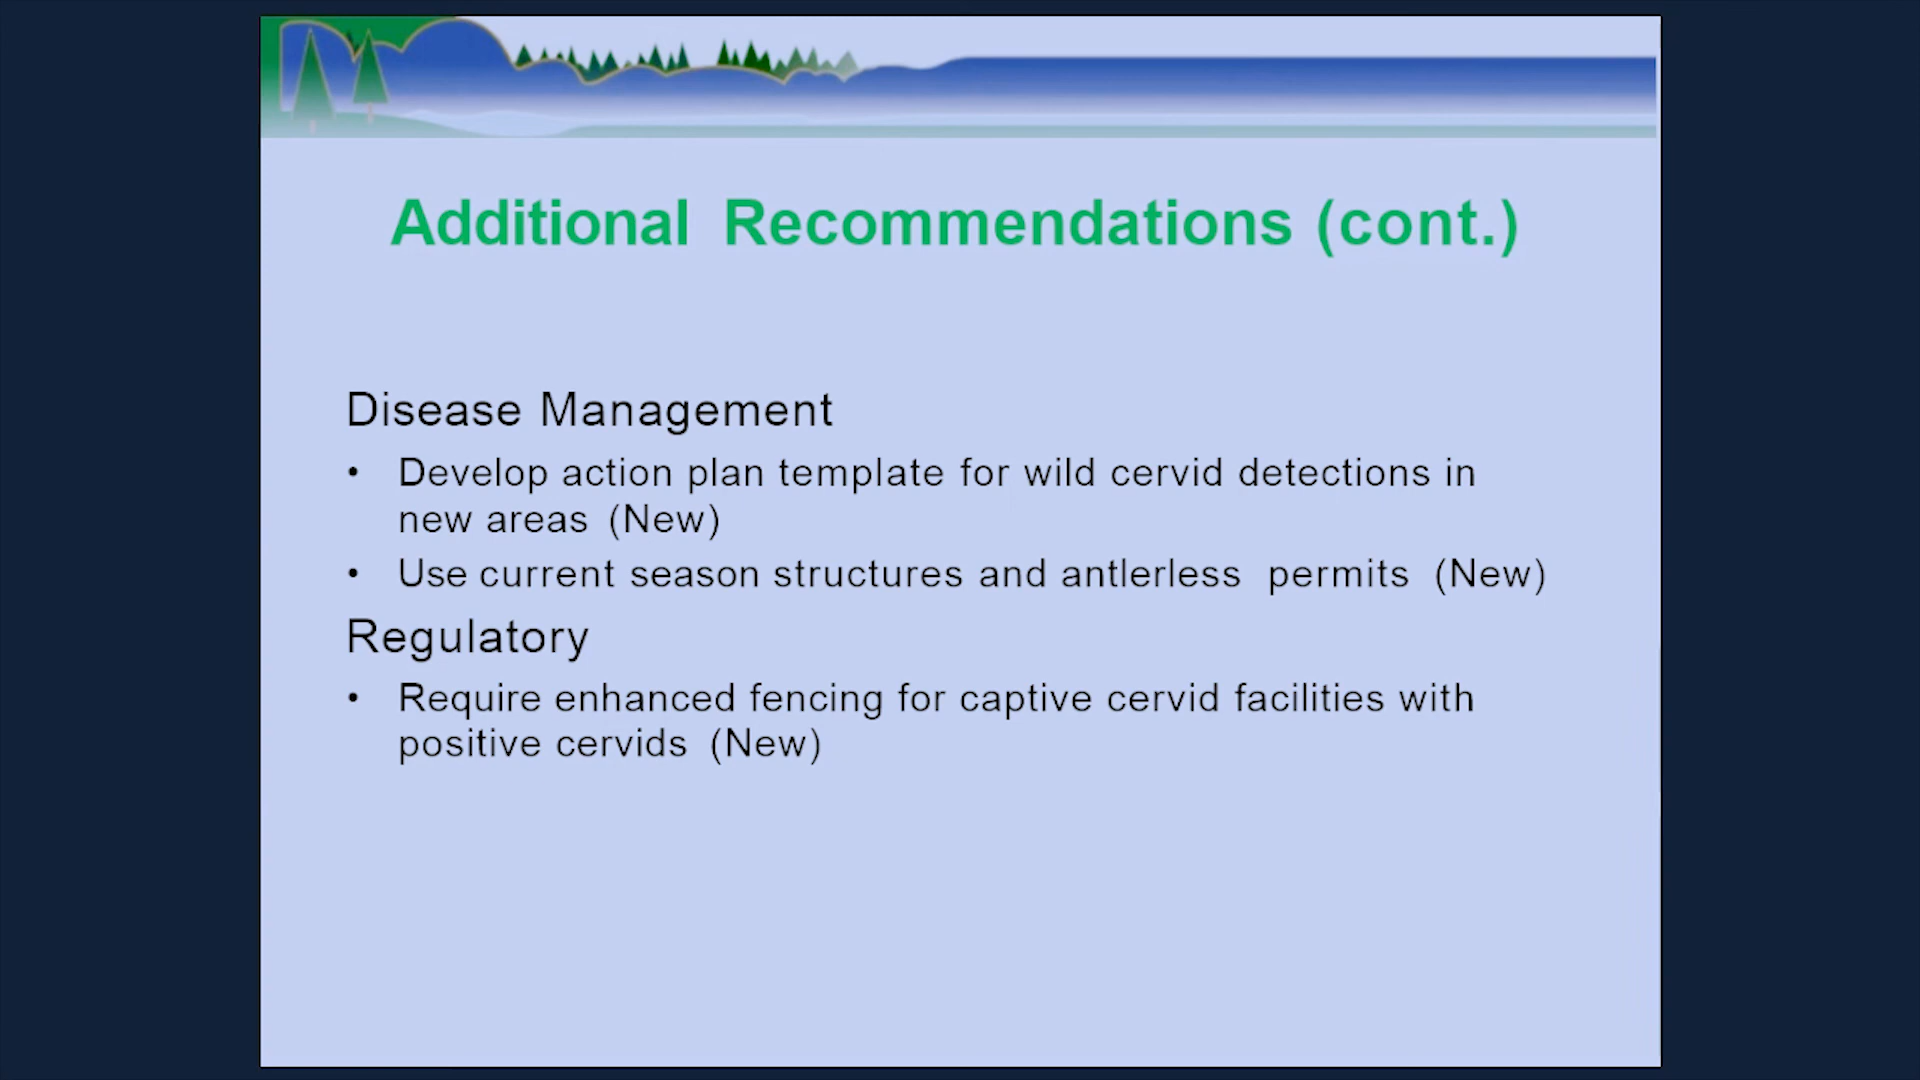 Additional Recommendations (cont.)
Disease Management
• Develop action plan template for wild cervid detections in
new areas (New)
• Use current season structures and antlerless permits (New)
Regulatory
• Require enhanced fencing for captive cervid facilities with
positive cervids (New)